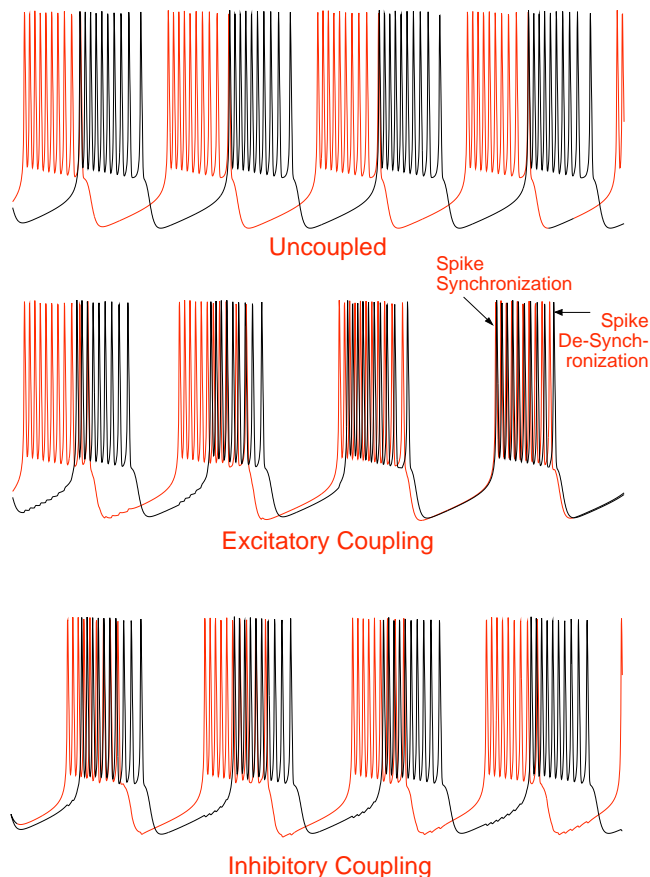 Uncoupled
Spike
Synchronization
Spike
De-Synch-
ronization
Excitatory Coupling
Inhibitory Coupling